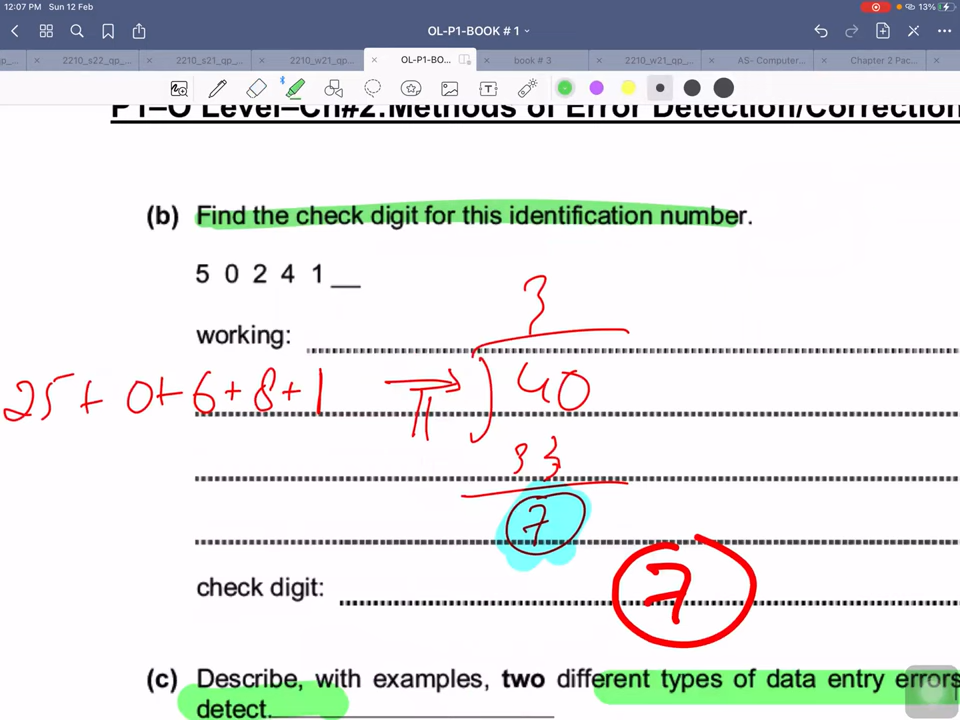 12:07 PM Sun 12 Feb 13%
OL-P1-BOOK # 1
2210_s22_qp_ 2210_s21_qp_ 2210_w21_qp_ OL-P1-BO... book # 3 2210_w21_qp_ AS- Computer... Chapter 2 Pac...
P1–O Level–Ch#2:Methods of Error Detection/Correction
(b) Find the check digit for this identification number.
5 0 2 4 1 __
3
working:
25 + 0 + 6 + 8 + 1 → 11 ) 40
33
7
check digit: 7
(c) Describe, with examples, two different types of data entry errors
detect.